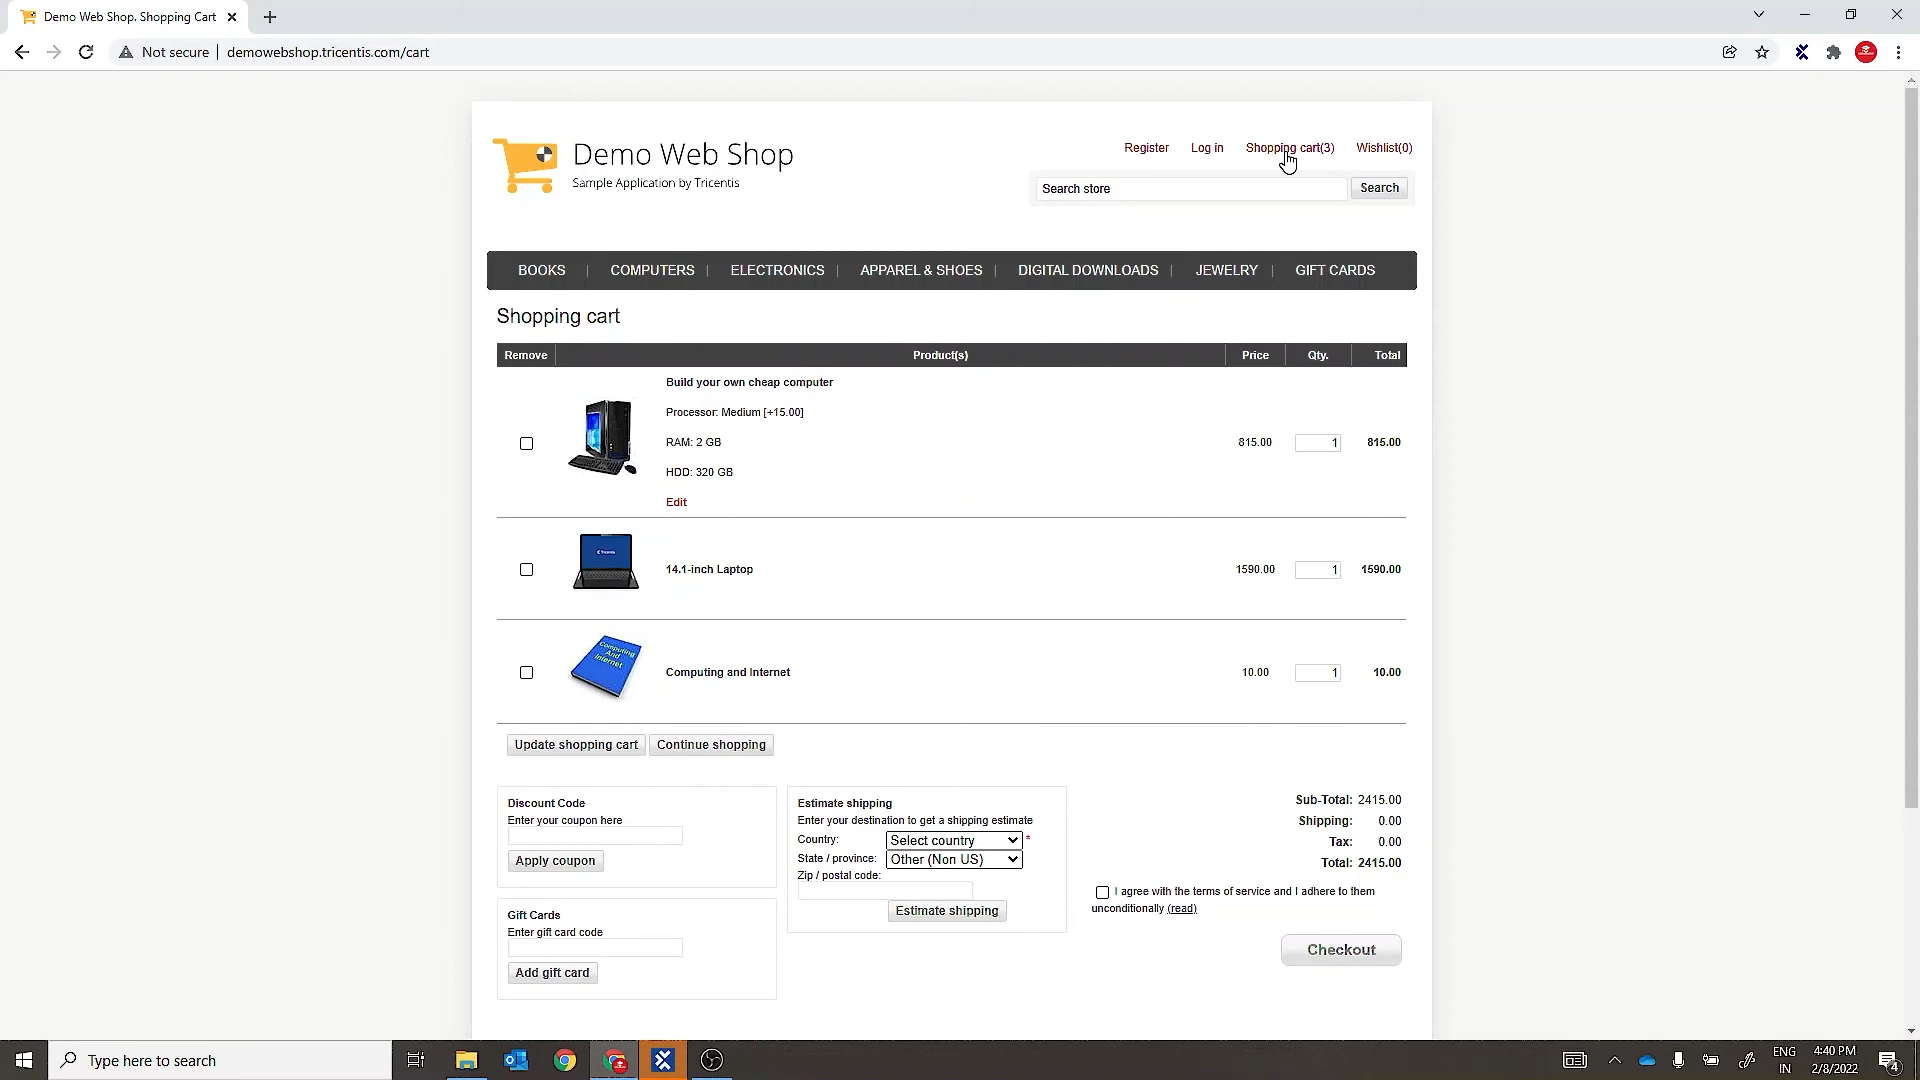 Demo Web Shop. Shopping Cart
Not secure | demowebshop.tricentis.com/cart
Demo Web Shop
Sample Application by Tricentis
Register Log in Shopping cart(3) Wishlist(0)
Search store Search
BOOKS | COMPUTERS | ELECTRONICS | APPAREL & SHOES | DIGITAL DOWNLOADS | JEWELRY | GIFT CARDS
Shopping cart
Remove Product(s) Price Qty. Total
Build your own cheap computer
Processor: Medium [+15.00]
RAM: 2 GB
815.00 1 815.00
HDD: 320 GB
Edit
Tricentis
14.1-inch Laptop 1590.00 1 1590.00
Computing
And
Internet
Computing and Internet 10.00 1 10.00
Update shopping cart Continue shopping
Discount Code
Enter your coupon here
Apply coupon
Gift Cards
Enter gift card code
Add gift card
Estimate shipping
Enter your destination to get a shipping estimate
Country: Select country *
State / province: Other (Non US)
Zip / postal code:
Estimate shipping
Sub-Total: 2415.00
Shipping: 0.00
Tax: 0.00
Total: 2415.00
I agree with the terms of service and I adhere to them
unconditionally (read)
Checkout
Type here to search
ENG
IN
4:40 PM
2/8/2022
4